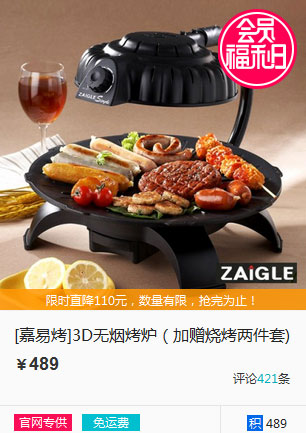 会员
福利日
ZAIGLE Simple
ZAIGLE
限时直降110元，数量有限，抢完为止！
[嘉易烤]3D无烟烤炉（加赠烧烤两件套)
￥489
评论421条
官网专供
免运费
积 489